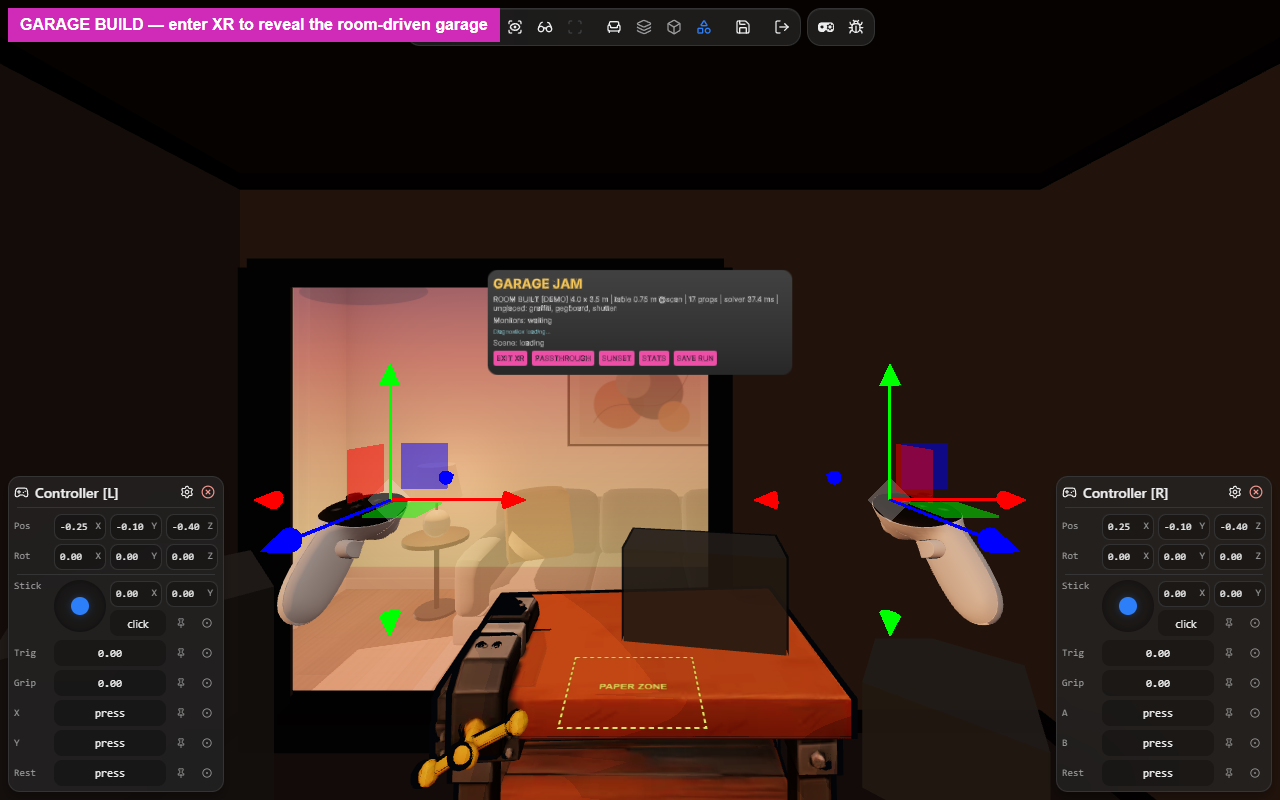 GARAGE BUILD — enter XR to reveal the room-driven garage
GARAGE JAM
ROOM BUILT [DEMO] 4.0 x 3.5 m | table 0.75 m @scan | 17 props | solver 37.4 ms |
unplaced: graffiti, pegboard, shutter
Monitors: waiting
Diagnostics loading...
Scene: loading
EXIT XR PASSTHROUGH SUNSET STATS SAVE RUN
PAPER ZONE
Controller [L]
Pos -0.25 X -0.10 Y -0.40 Z
Rot 0.00 X 0.00 Y 0.00 Z
Stick 0.00 X 0.00 Y
click
Trig 0.00
Grip 0.00
X press
Y press
Rest press
Controller [R]
Pos 0.25 X -0.10 Y -0.40 Z
Rot 0.00 X 0.00 Y 0.00 Z
Stick 0.00 X 0.00 Y
click
Trig 0.00
Grip 0.00
A press
B press
Rest press